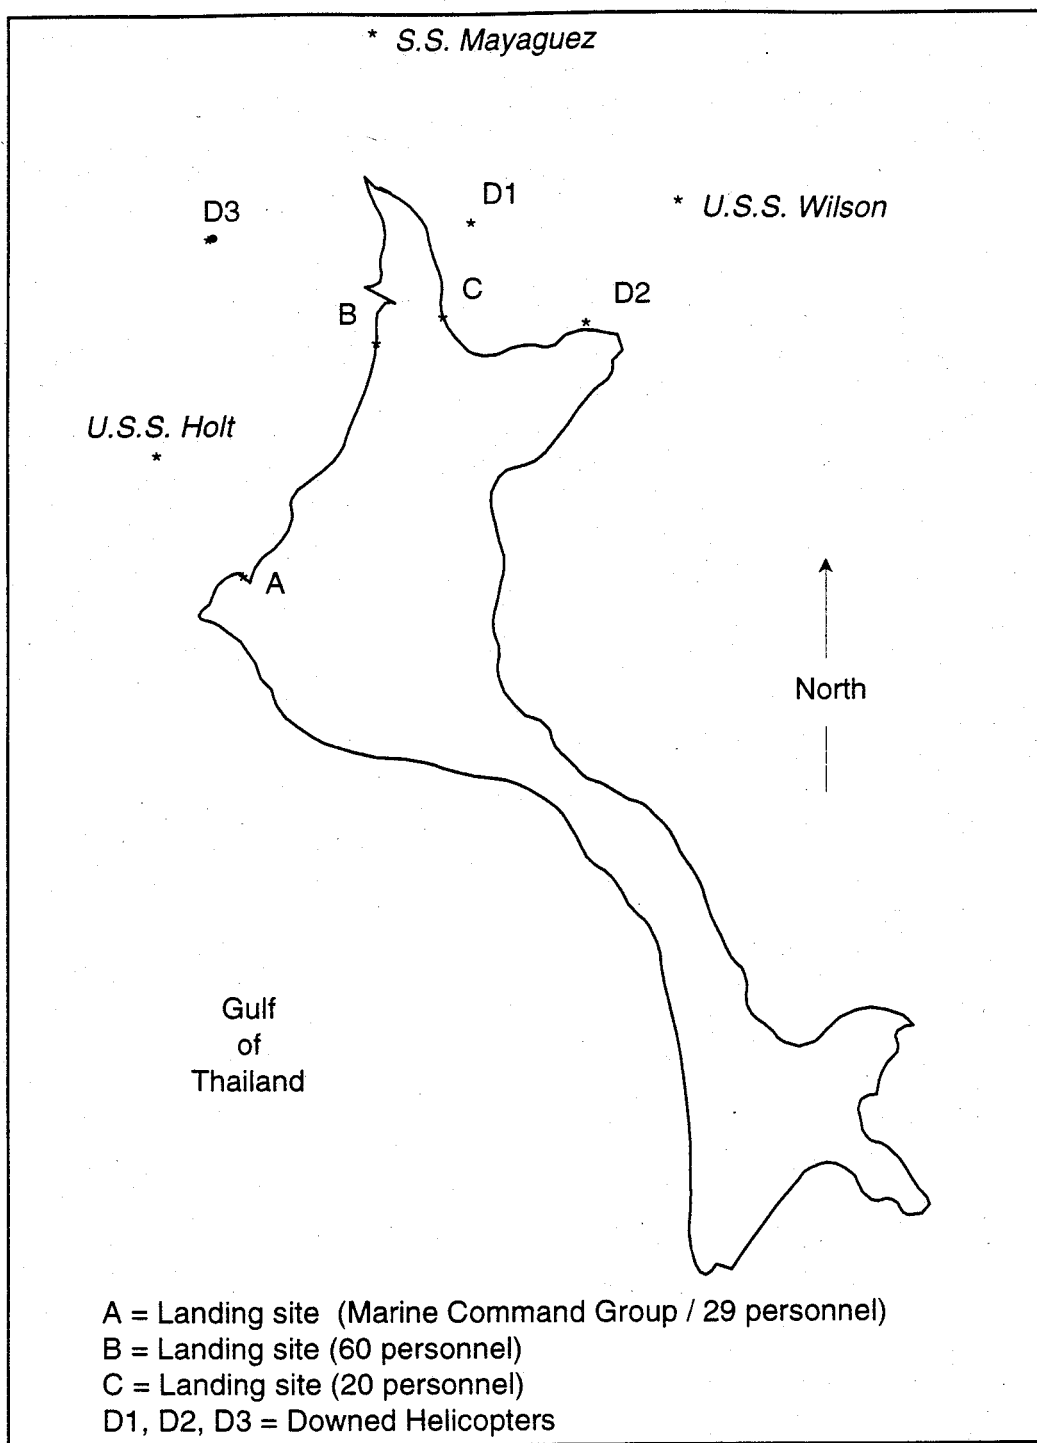 * S.S. Mayaguez
D1
D3
*
* U.S.S. Wilson
*
C
D2
B
*
*
*
U.S.S. Holt
*
* A
North
Gulf
of
Thailand
A = Landing site (Marine Command Group / 29 personnel)
B = Landing site (60 personnel)
C = Landing site (20 personnel)
D1, D2, D3 = Downed Helicopters